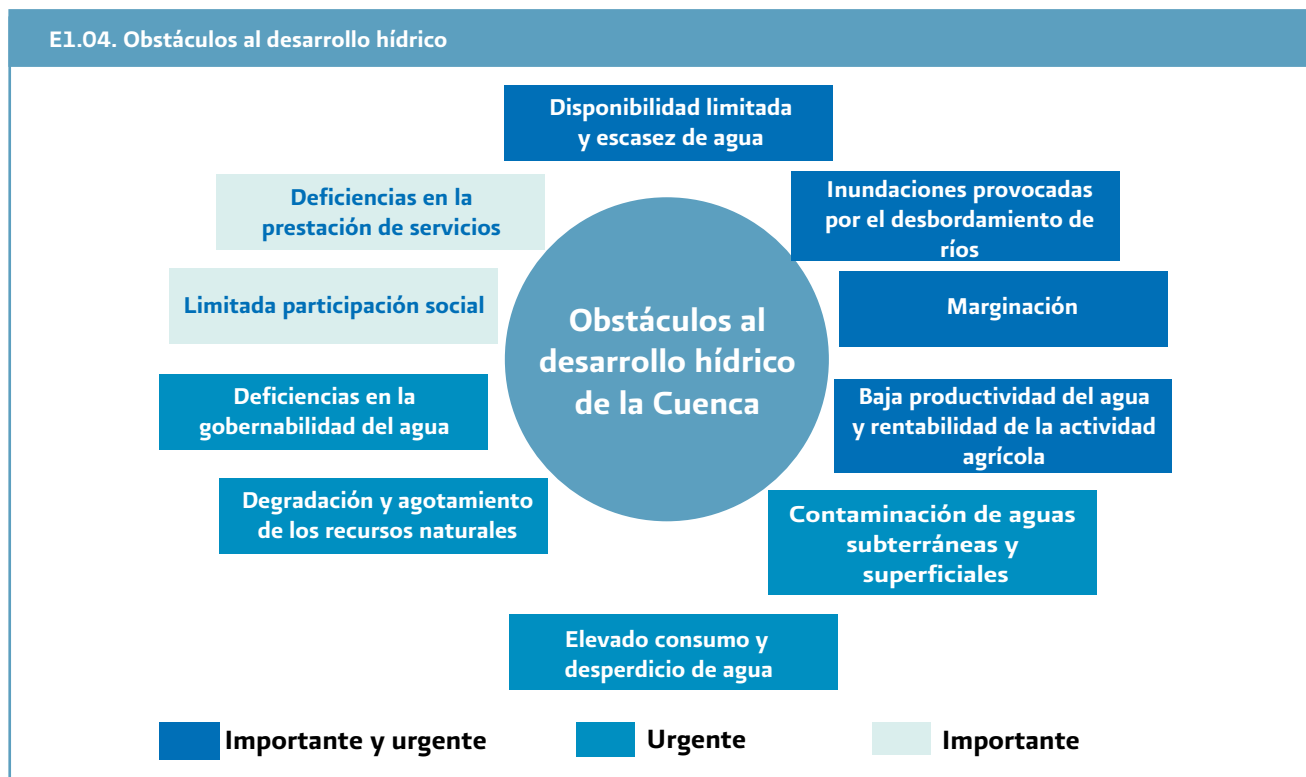 E1.04. Obstáculos al desarrollo hídrico
Disponibilidad limitada
y escasez de agua
Inundaciones provocadas
por el desbordamiento de
ríos
Marginación
Baja productividad del agua
y rentabilidad de la actividad
agrícola
Contaminación de aguas
subterráneas y
superficiales
Elevado consumo y
desperdicio de agua
Degradación y agotamiento
de los recursos naturales
Deficiencias en la
gobernabilidad del agua
Limitada participación social
Deficiencias en la
prestación de servicios
Obstáculos al
desarrollo hídrico
de la Cuenca
Importante y urgente
Urgente
Importante